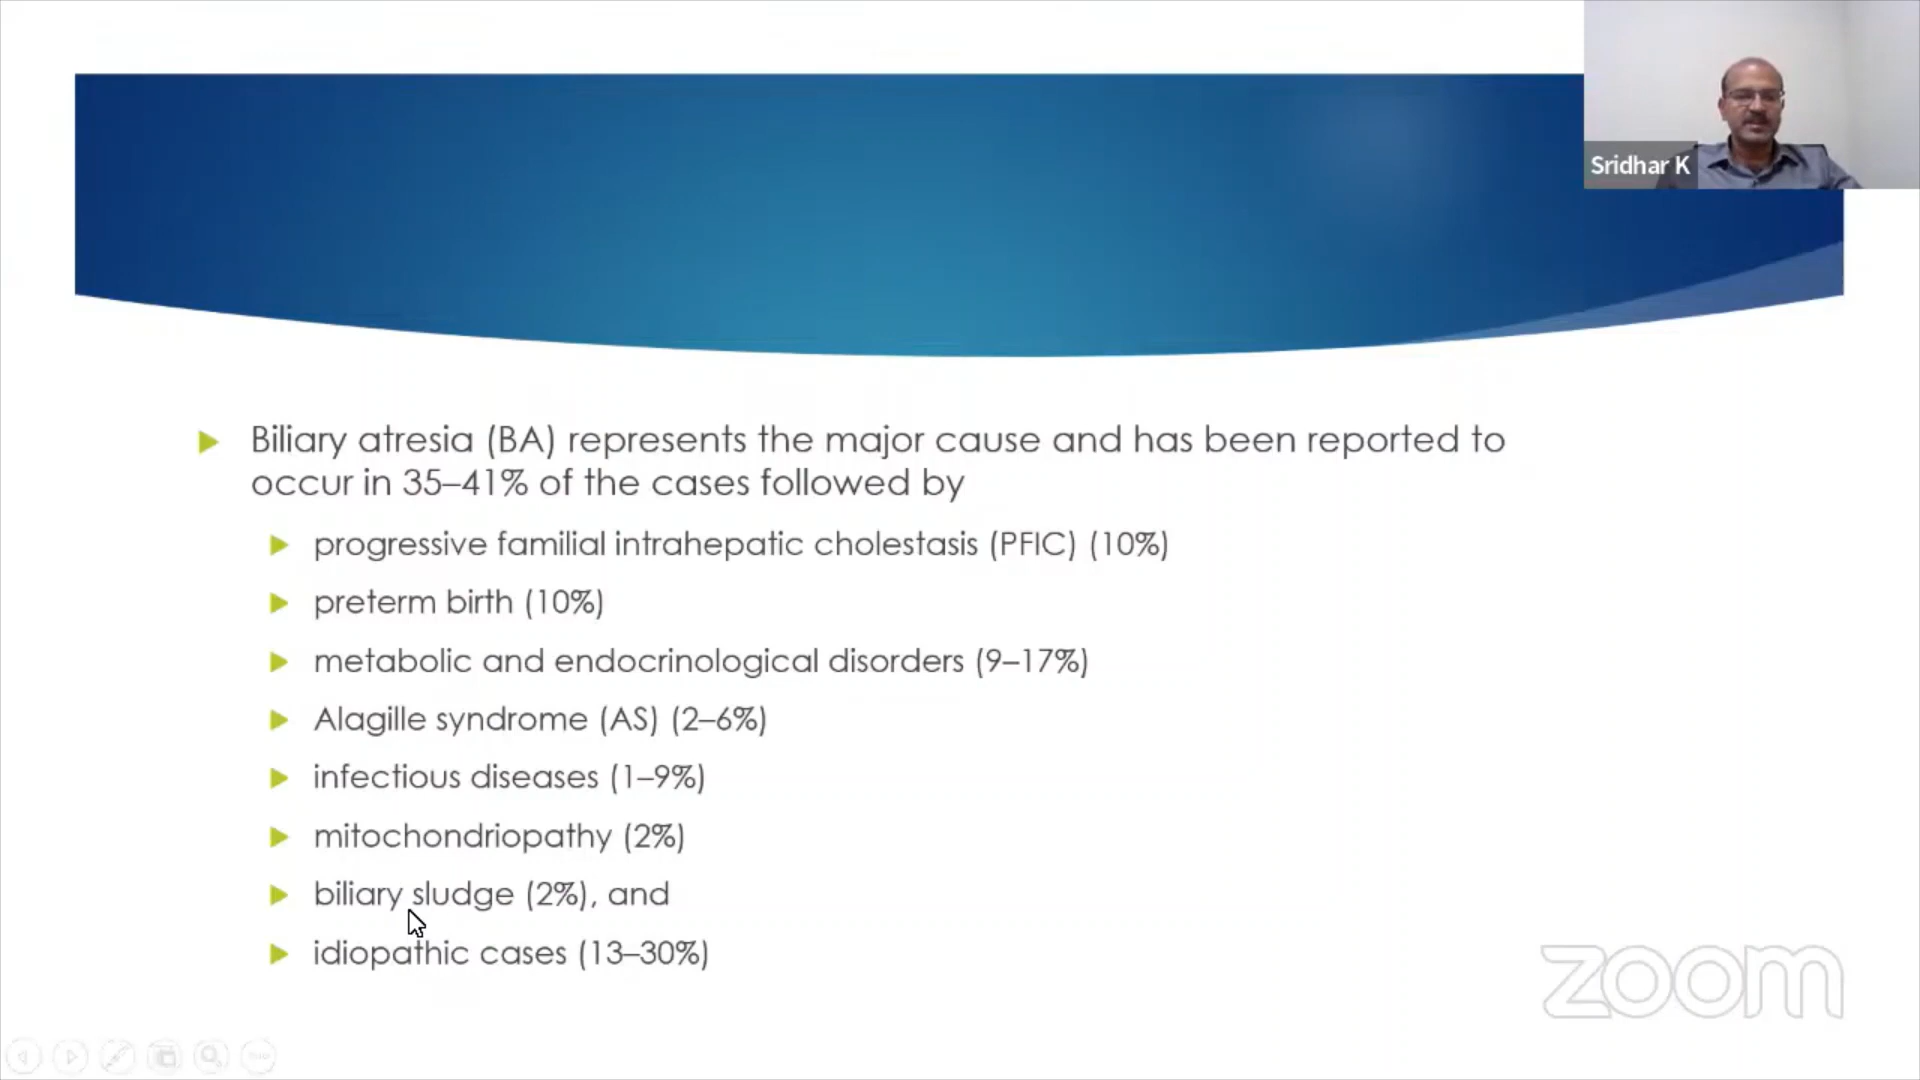 Sridhar K
Biliary atresia (BA) represents the major cause and has been reported to
occur in 35–41% of the cases followed by
progressive familial intrahepatic cholestasis (PFIC) (10%)
preterm birth (10%)
metabolic and endocrinological disorders (9–17%)
Alagille syndrome (AS) (2–6%)
infectious diseases (1–9%)
mitochondriopathy (2%)
biliary sludge (2%), and
idiopathic cases (13–30%)
zoom